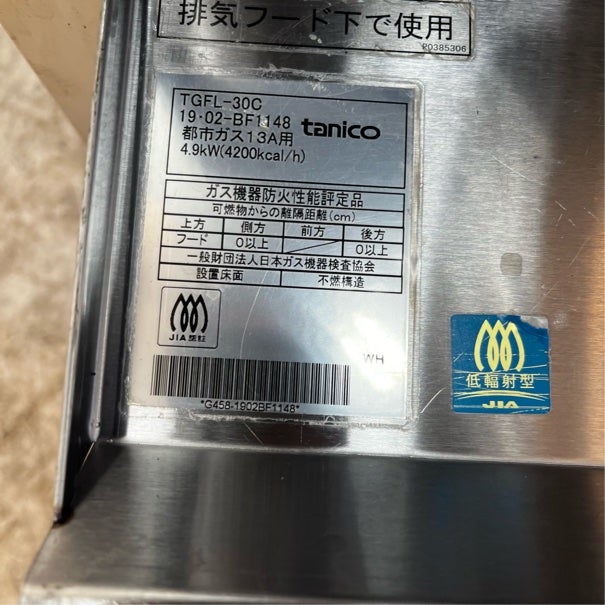 排気フード下で使用
P0385306
TGFL-30C
19・02-BF1148
tanico
都市ガス13A用
4.9kW(4200kcal/h)
ガス機器防火性能評定品
可燃物からの離隔距離(cm)
上方 側方 前方 後方
フード 0以上 0以上
一般財団法人日本ガス機器検査協会
設置床面 不燃構造
JIA認証
WH
*G458-1902BF1148*
低輻射型
JIA